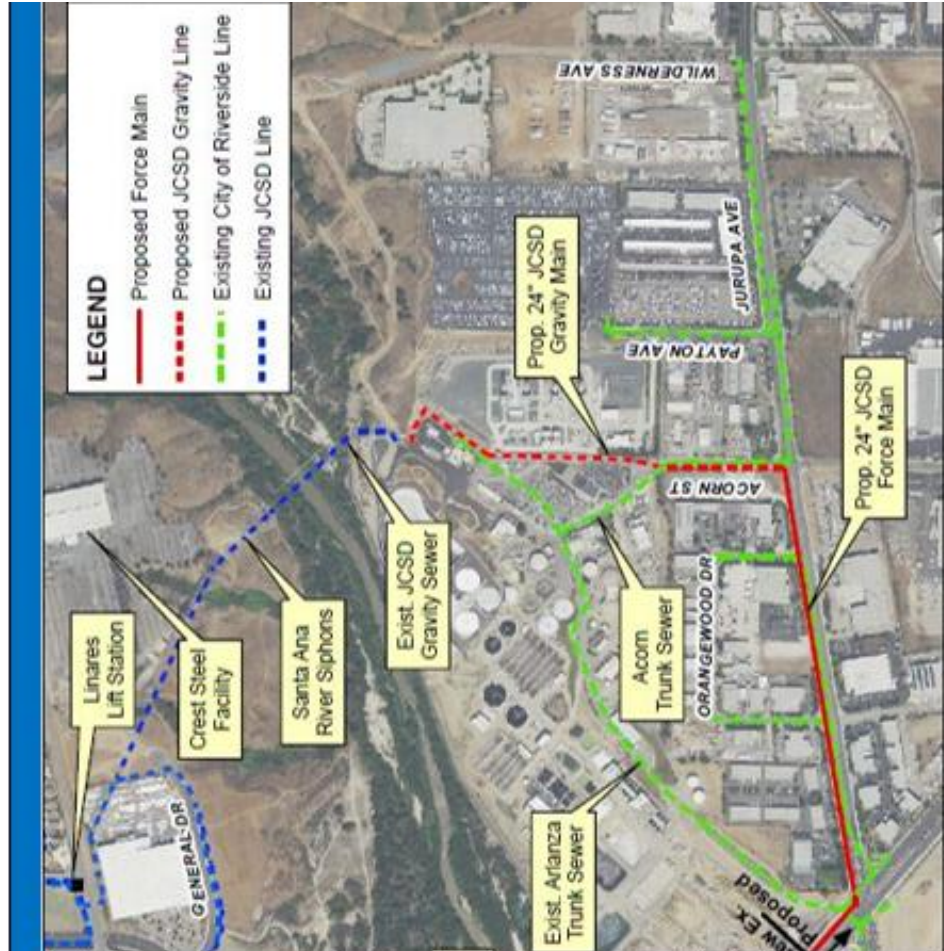 LEGEND
Proposed Force Main
Proposed JCSD Gravity Line
Existing City of Riverside Line
Existing JCSD Line
Linares
Lift Station
Crest Steel
Facility
Santa Ana
River Siphons
Exist. JCSD
Gravity Sewer
GENERAL DR
Prop. 24" JCSD
Gravity Main
WILDERNESS AVE
JURUPA AVE
PAYTON AVE
ACORN ST
Acorn
Trunk Sewer
ORANGEWOOD DR
Exist. Arlanza
Trunk Sewer
Prop. 24" JCSD
Force Main
Proposed
Ex.